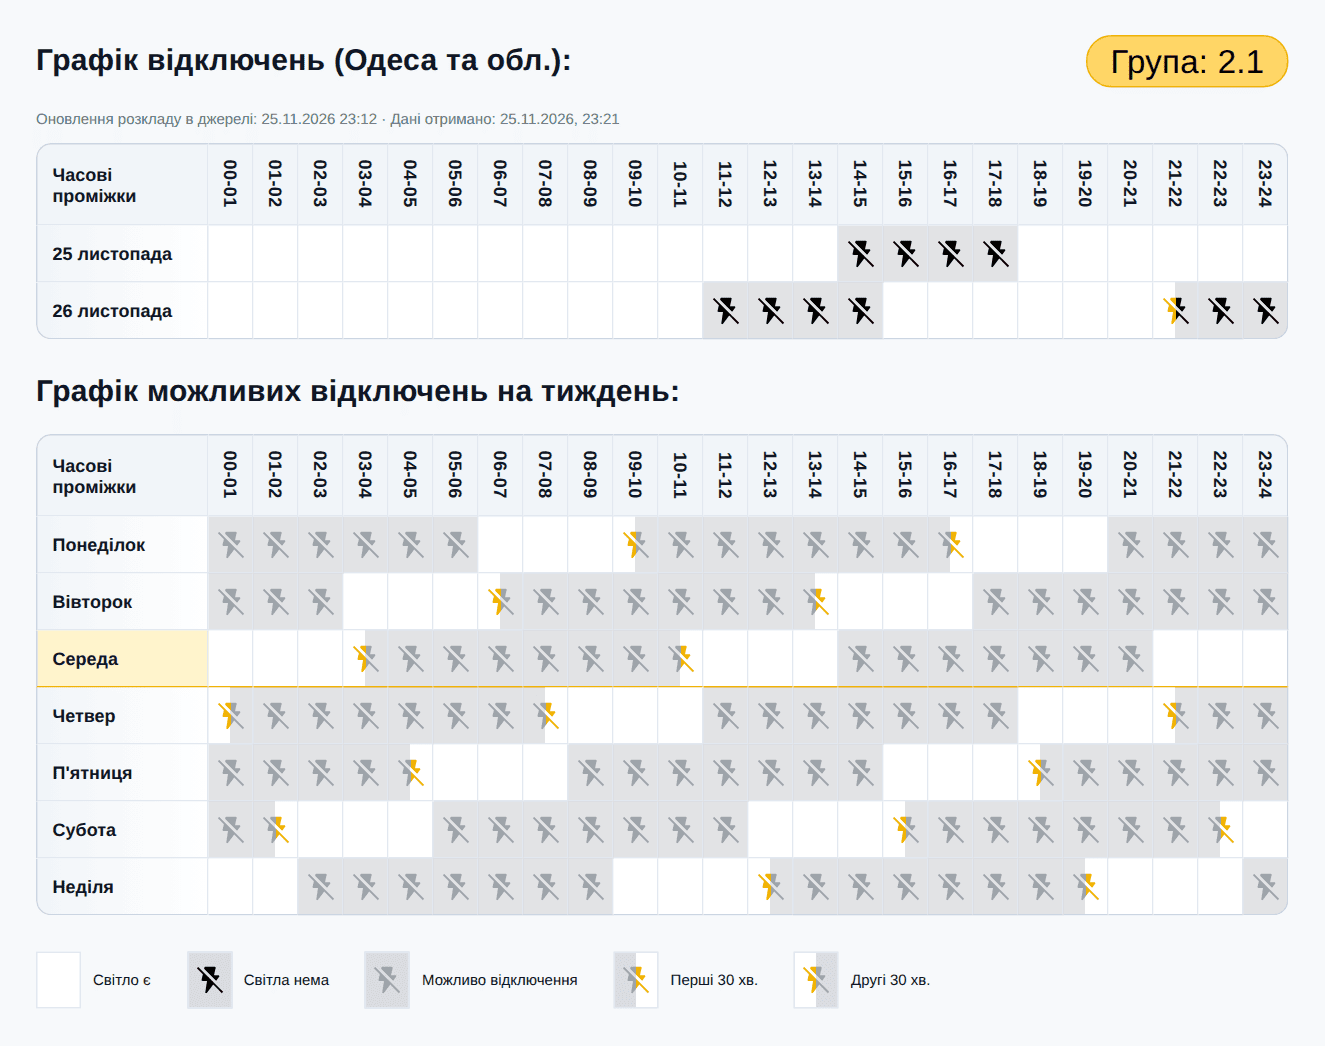 Графік відключень (Одеса та обл.):
Група: 2.1
Оновлення розкладу в джерелі: 25.11.2026 23:12 · Дані отримано: 25.11.2026, 23:21
Часові проміжки 00-01 01-02 02-03 03-04 04-05 05-06 06-07 07-08 08-09 09-10 10-11 11-12 12-13 13-14 14-15 15-16 16-17 17-18 18-19 19-20 20-21 21-22 22-23 23-24
25 листопада
26 листопада
Графік можливих відключень на тиждень:
Часові проміжки 00-01 01-02 02-03 03-04 04-05 05-06 06-07 07-08 08-09 09-10 10-11 11-12 12-13 13-14 14-15 15-16 16-17 17-18 18-19 19-20 20-21 21-22 22-23 23-24
Понеділок
Вівторок
Середа
Четвер
П'ятниця
Субота
Неділя
Світло є Світла нема Можливо відключення Перші 30 хв. Другі 30 хв.